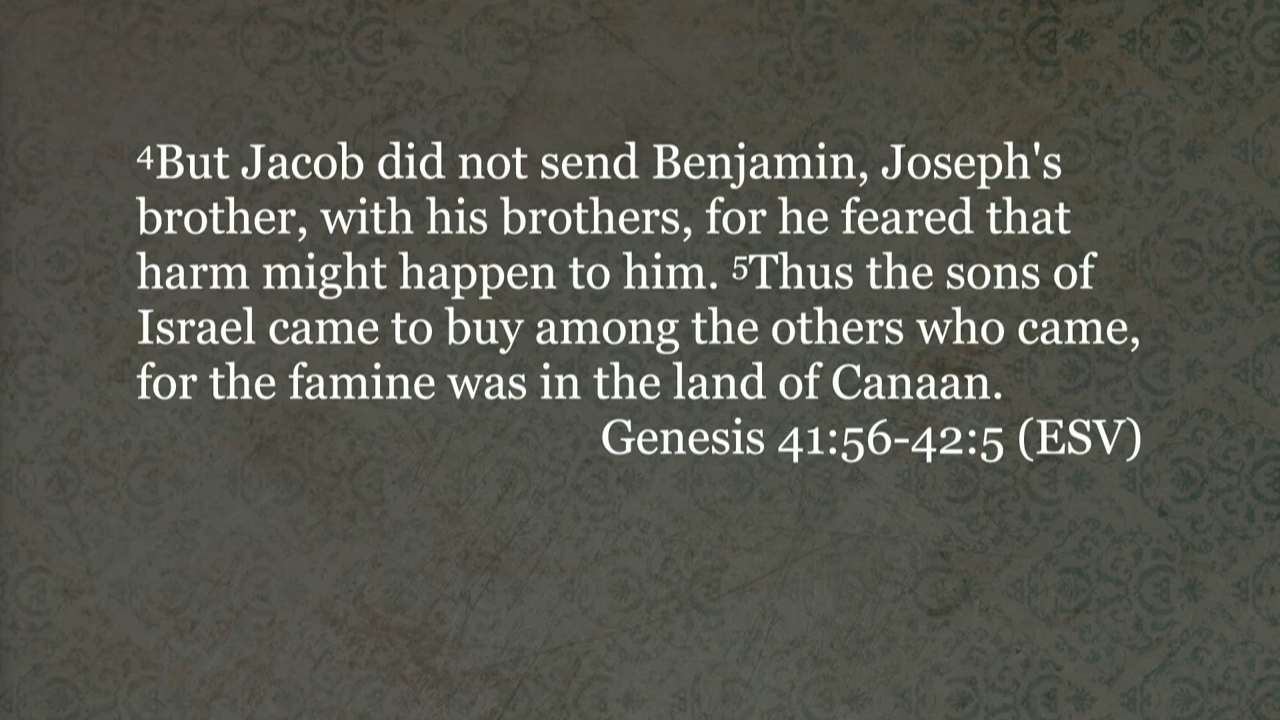 ⁴But Jacob did not send Benjamin, Joseph's
brother, with his brothers, for he feared that
harm might happen to him. ⁵Thus the sons of
Israel came to buy among the others who came,
for the famine was in the land of Canaan.
Genesis 41:56-42:5 (ESV)